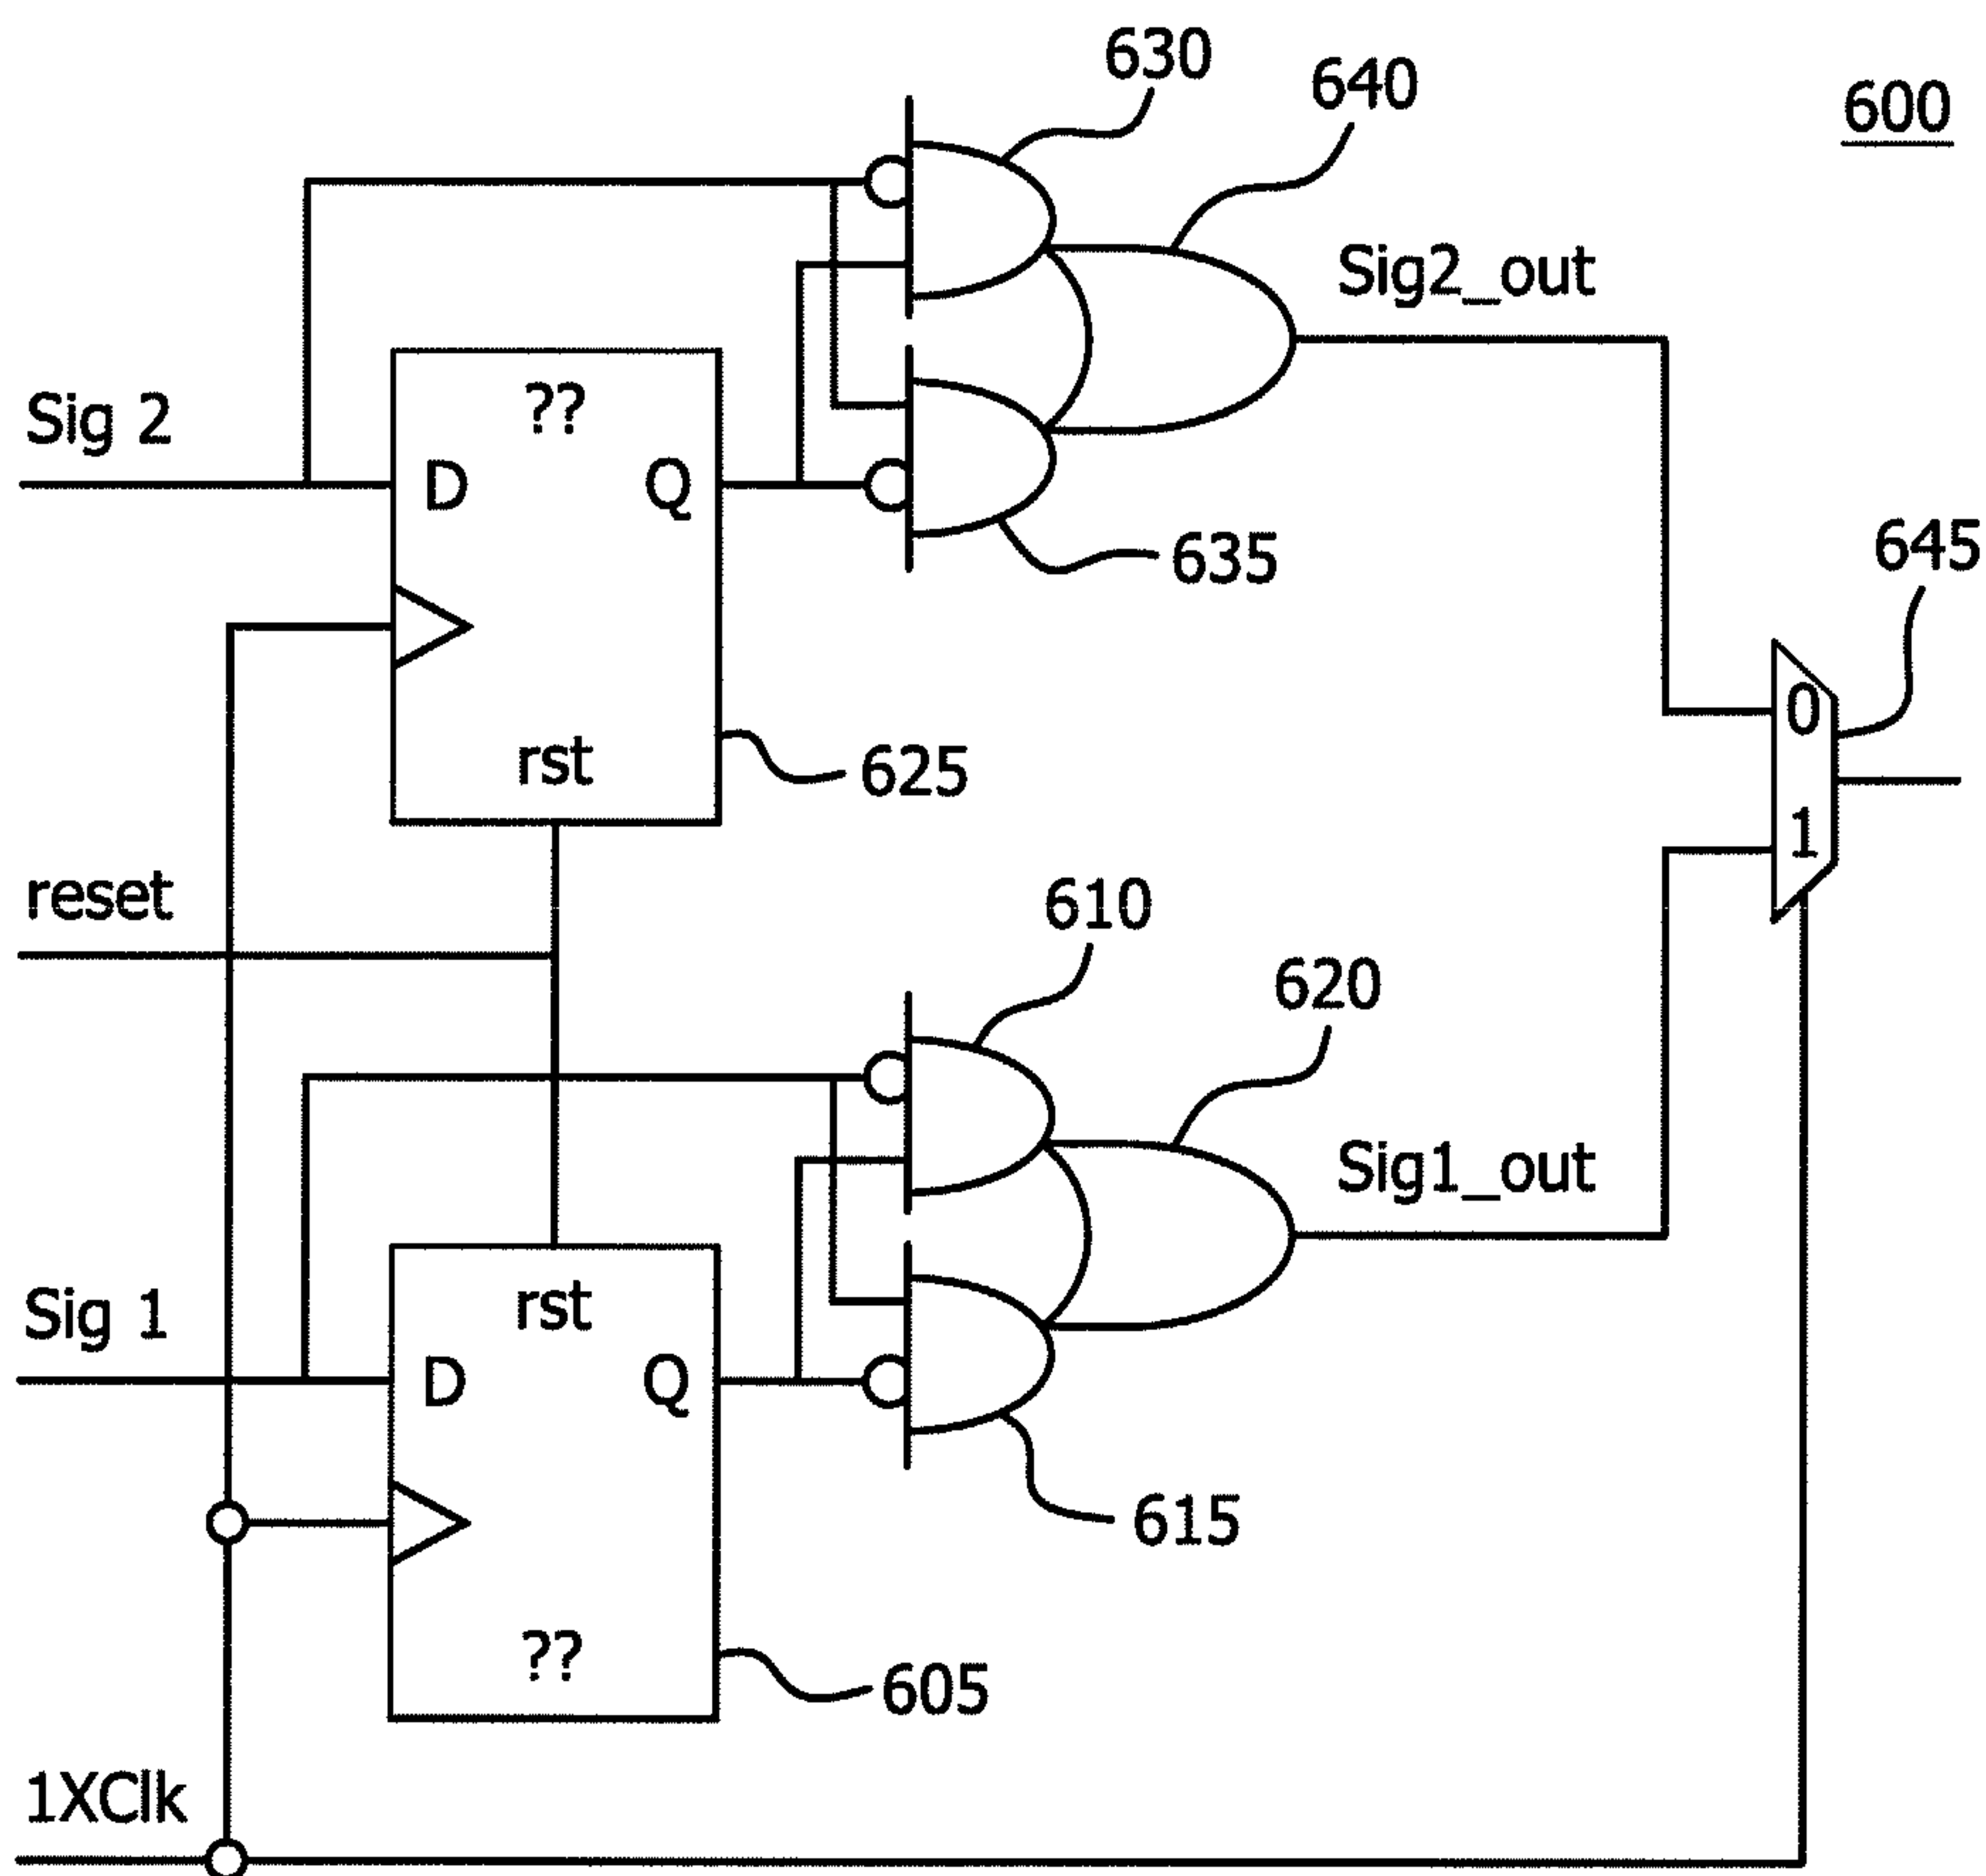 630
640
600
Sig2_out
Sig 2
??
D
Q
635
645
0
rst
625
1
reset
610
620
Sig1_out
Sig 1
rst
D
Q
615
??
605
1XClk